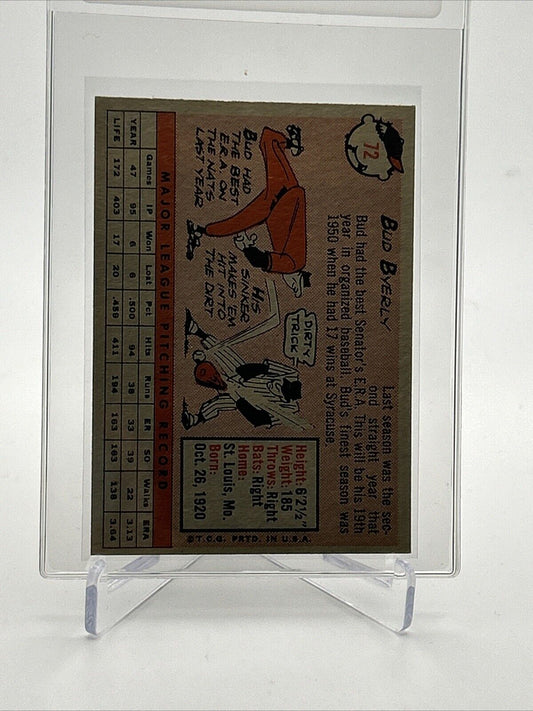 72
BUD BYERLY
Last season was the sec-
ond straight year that
Bud had the best Senator's E.R.A. This will be his 19th
year in organized baseball. Bud's finest season was
1950 when he had 17 wins at Syracuse.
BUD HAD
THE BEST
ERA ON
THE NATS
LAST YEAR
HIS
SINKER
MAKES 'EM
HIT INTO
THE DIRT
DIRTY
TRICK
Height: 6'2½"
Weight: 185
Throws: Right
Bats: Right
Home:
St. Louis, Mo.
Born:
Oct. 26, 1920
©T.C.G. PRTD. IN U.S.A.
MAJOR LEAGUE PITCHING RECORD
Games IP Won Lost Pct Hits Runs ER SO Walks ERA
YEAR 47 95 6 6 .500 94 38 33 39 22 3.13
LIFE 172 403 17 20 .459 411 194 163 163 138 3.64